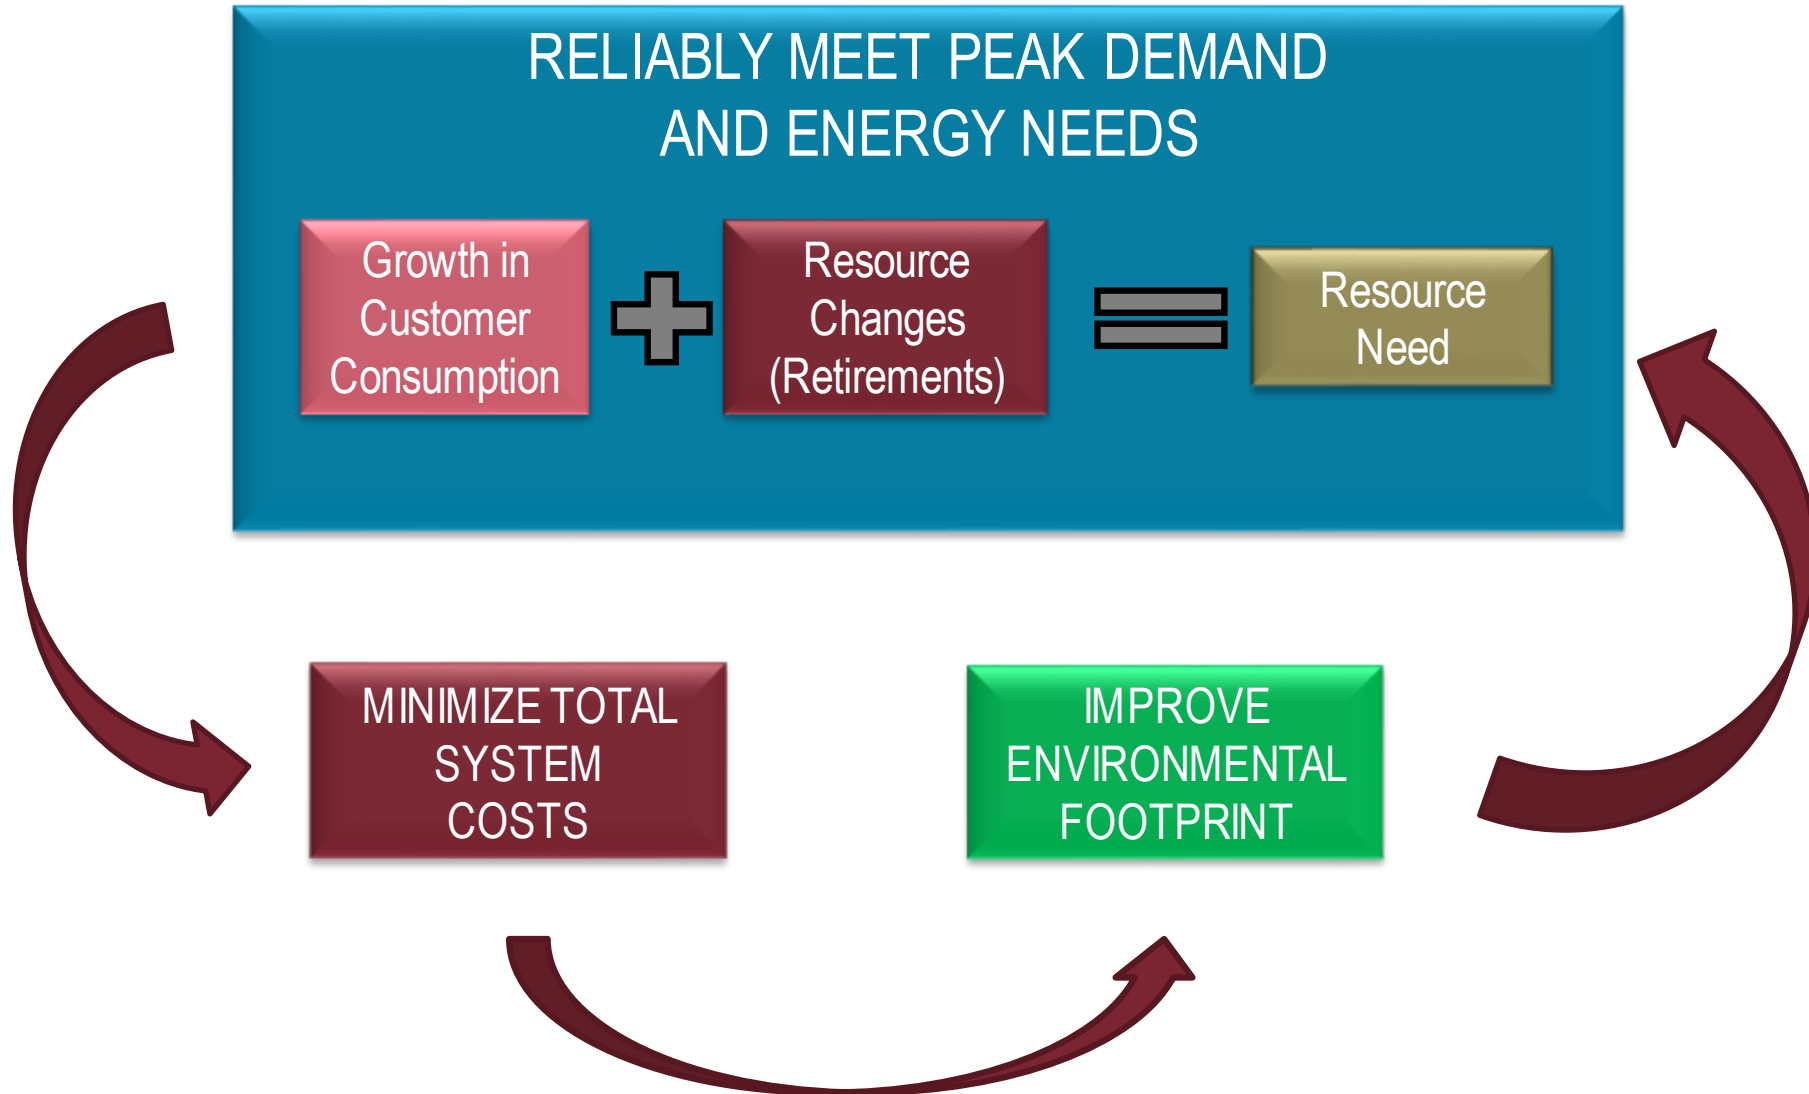 RELIABLY MEET PEAK DEMAND
AND ENERGY NEEDS
Growth in
Customer
Consumption
Resource
Changes
(Retirements)
Resource
Need
MINIMIZE TOTAL
SYSTEM
COSTS
IMPROVE
ENVIRONMENTAL
FOOTPRINT